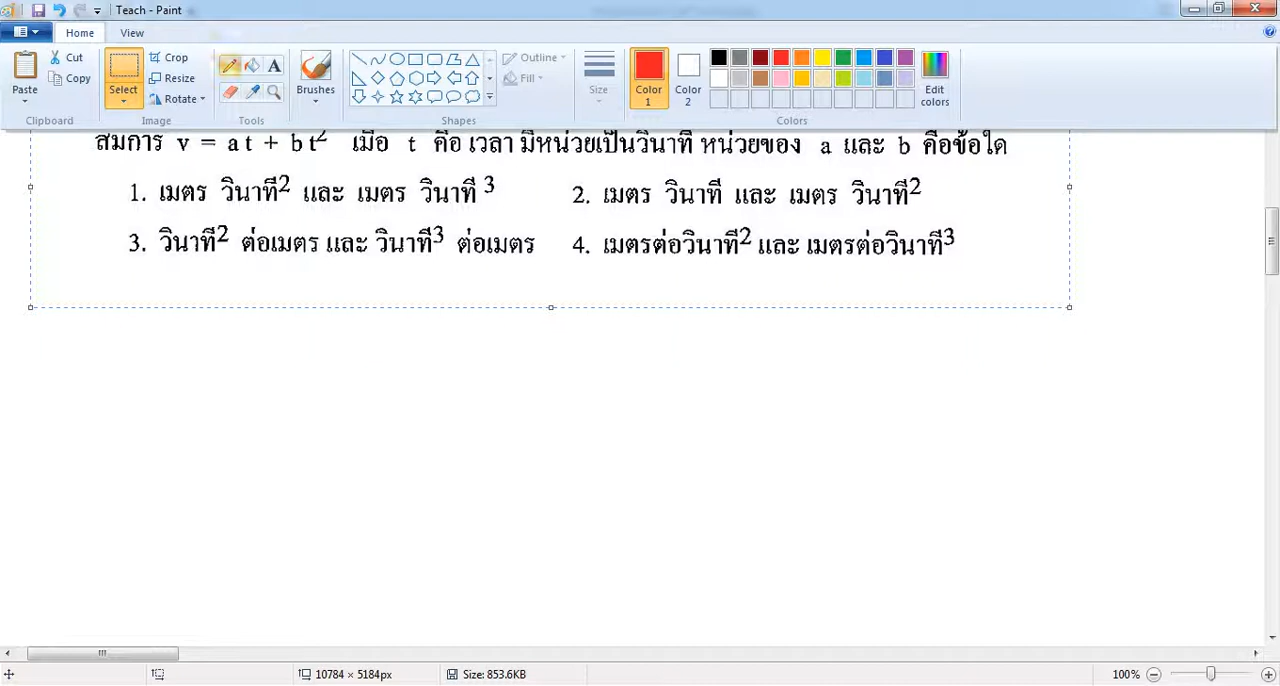 Teach - Paint
Home View
Paste
Cut
Copy
Clipboard
Select
Crop
Resize
Rotate
Image
A
Tools
Brushes
Outline
Fill
Shapes
Size
Color 1
Color 2
Edit colors
Colors
สมการ v = a t + b t² เมื่อ t คือ เวลา มีหน่วยเป็นวินาที หน่วยของ a และ b คือข้อใด
1. เมตร วินาที² และ เมตร วินาที ³ 2. เมตร วินาที และ เมตร วินาที²
3. วินาที² ต่อเมตร และ วินาที³ ต่อเมตร 4. เมตรต่อวินาที² และ เมตรต่อวินาที³
10784 × 5184px Size: 853.6KB 100%